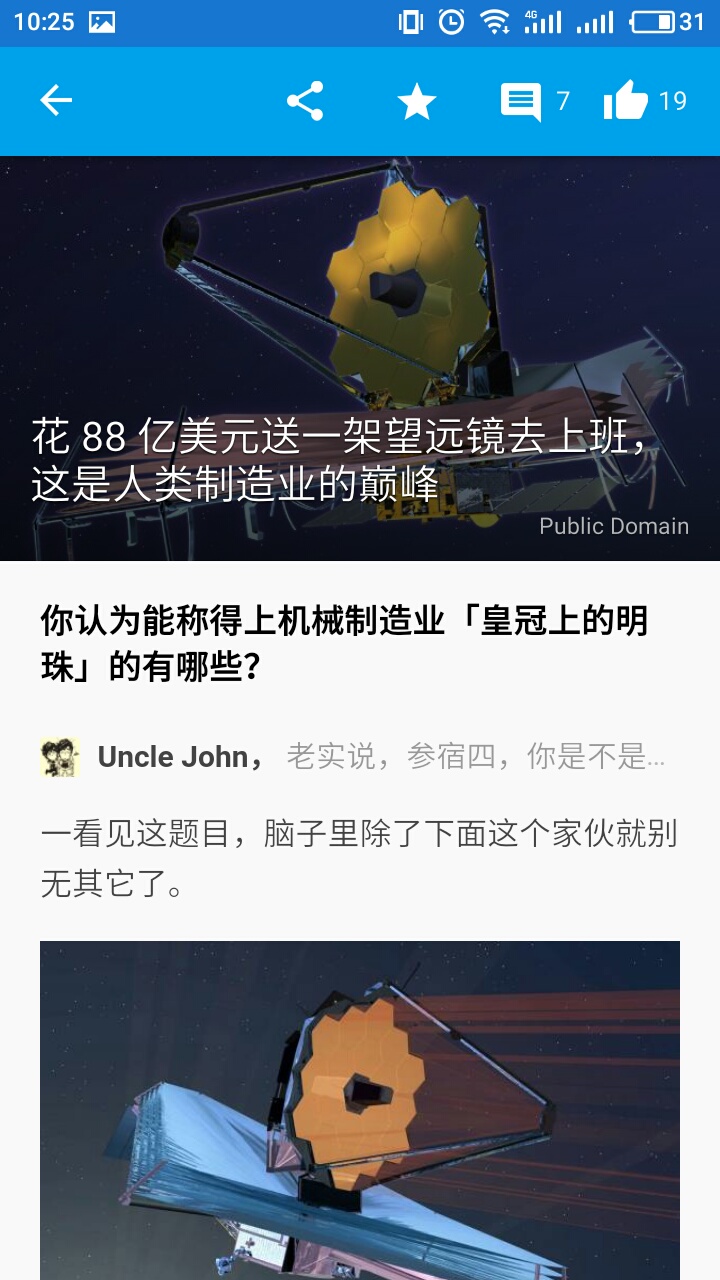 10:25
4G
31
7
19
花 88 亿美元送一架望远镜去上班，
这是人类制造业的巅峰
Public Domain
你认为能称得上机械制造业「皇冠上的明
珠」的有哪些？
Uncle John， 老实说，参宿四，你是不是...
一看见这题目，脑子里除了下面这个家伙就别
无其它了。